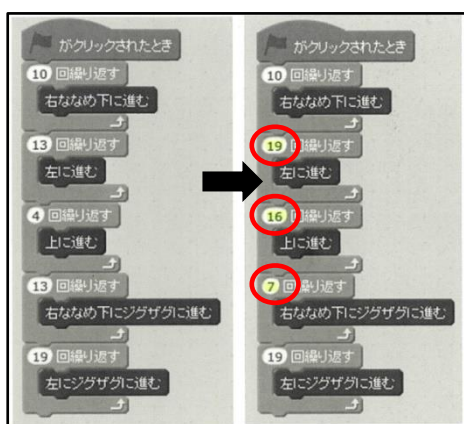 がクリックされたとき
10 回繰り返す
右ななめ下に進む
13 回繰り返す
左に進む
4 回繰り返す
上に進む
13 回繰り返す
右ななめ下にジグザグに進む
19 回繰り返す
左にジグザグに進む
がクリックされたとき
10 回繰り返す
右ななめ下に進む
19 回繰り返す
左に進む
16 回繰り返す
上に進む
7 回繰り返す
右ななめ下にジグザグに進む
19 回繰り返す
左にジグザグに進む